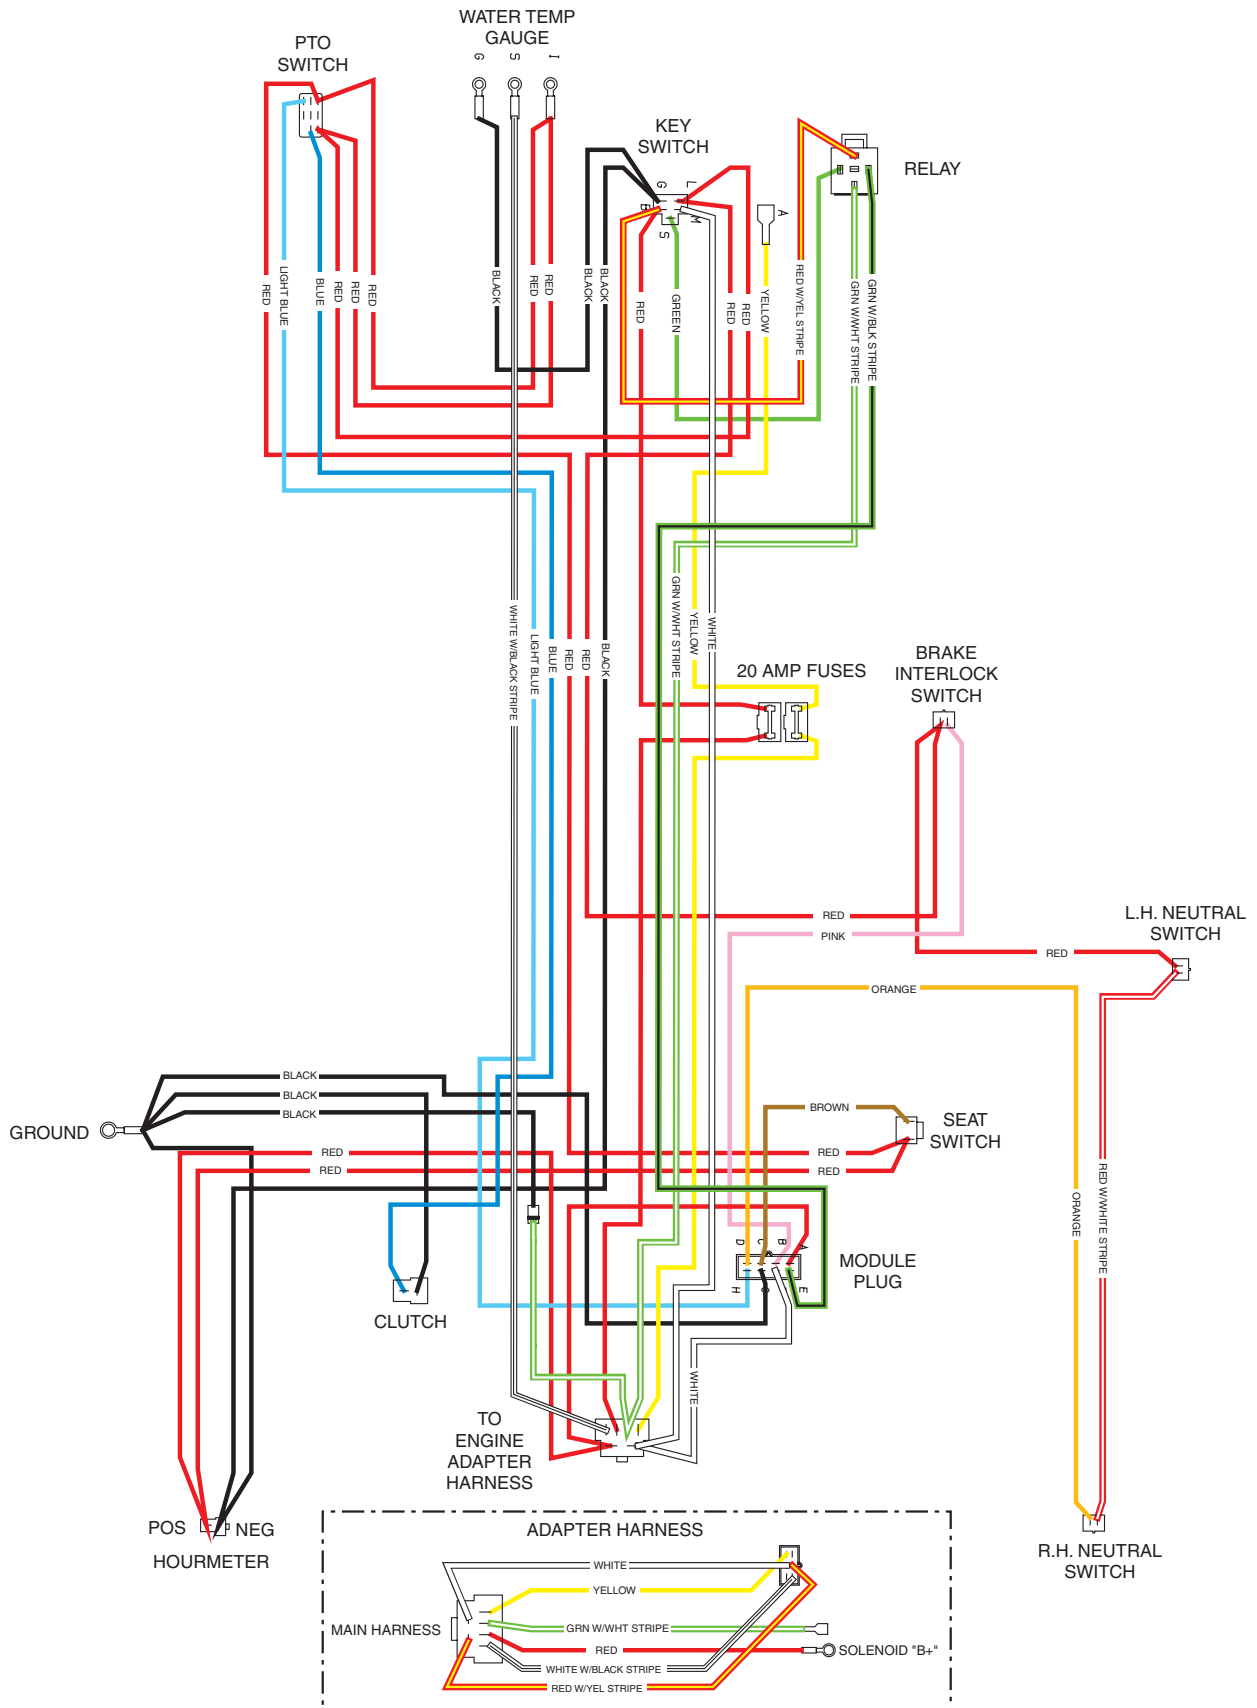 WATER TEMP
GAUGE
PTO
SWITCH
G
S
I
KEY
SWITCH
RELAY
G
L
B
M
S
A
RED
LIGHT BLUE
BLUE
RED
RED
RED
BLACK
RED
RED
BLACK
BLACK
RED
GREEN
RED
RED
YELLOW
RED W/YEL STRIPE
GRN W/WHT STRIPE
GRN W/BLK STRIPE
WHITE W/BLACK STRIPE
LIGHT BLUE
BLUE
RED
RED
BLACK
GRN W/WHT STRIPE
YELLOW
WHITE
20 AMP FUSES
BRAKE
INTERLOCK
SWITCH
RED
PINK
RED
L.H. NEUTRAL
SWITCH
ORANGE
BLACK
BLACK
BLACK
GROUND
BROWN
SEAT
SWITCH
RED
RED
RED
RED
ORANGE
RED W/WHITE STRIPE
D
C
B
A
H
G
E
MODULE
PLUG
CLUTCH
WHITE
TO
ENGINE
ADAPTER
HARNESS
POS
NEG
HOURMETER
R.H. NEUTRAL
SWITCH
ADAPTER HARNESS
WHITE
YELLOW
MAIN HARNESS
GRN W/WHT STRIPE
RED
SOLENOID "B+"
WHITE W/BLACK STRIPE
RED W/YEL STRIPE